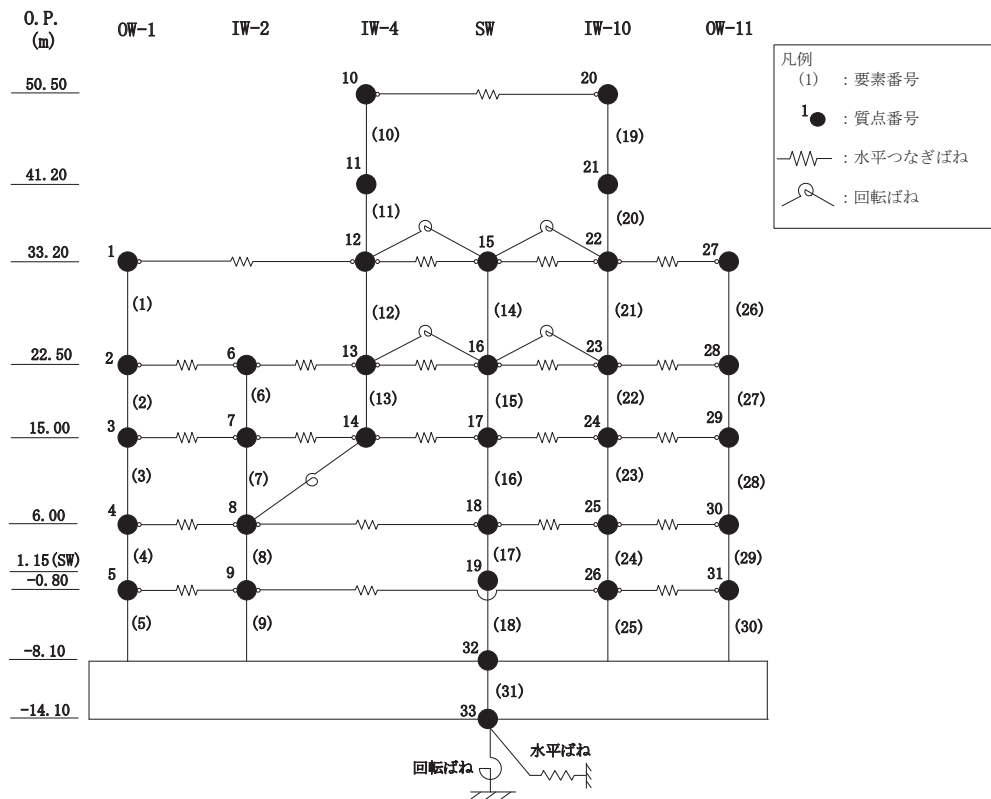 O.P.
(m)
OW-1 IW-2 IW-4 SW IW-10 OW-11
凡例
(1) : 要素番号
1 : 質点番号
: 水平つなぎばね
: 回転ばね
50.50 10 20
(10) (19)
41.20 11 21
(11) (20)
33.20 1 12 15 22 27
(1) (12) (14) (21) (26)
22.50 2 6 13 16 23 28
(2) (6) (13) (15) (22) (27)
15.00 3 7 14 17 24 29
(3) (7) (16) (23) (28)
6.00 4 8 18 25 30
(4) (8) (17) (24) (29)
1.15(SW) 19
-0.80 5 9 26 31
(5) (9) (18) (25) (30)
-8.10 32
(31)
-14.10 33
水平ばね
回転ばね